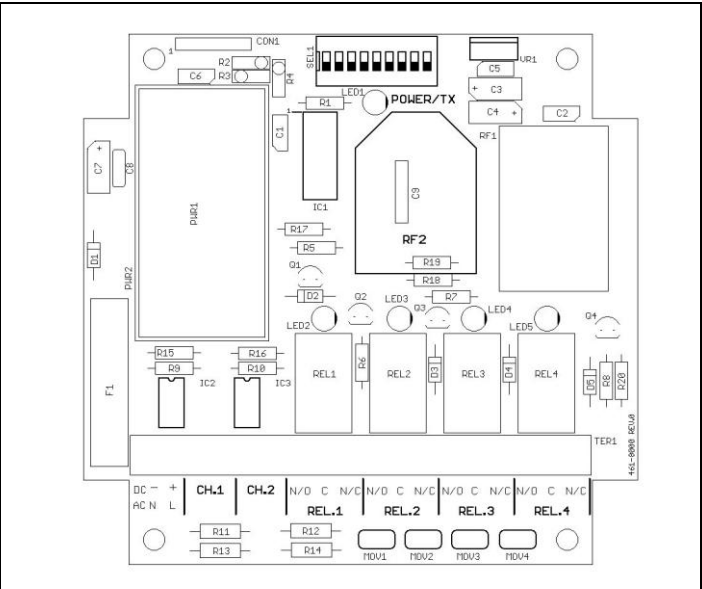 1 CON1
R2
C6 R3 R4
SEL1
VR1
C5
LED1 POWER/TX
R1
C3 +
C4 +
C2
1
C1
IC1
RF1
C7 + C8
PWR1
C9
RF2
R17
R5
Q1
D2
R19
R18
R7
D1
PWR2
Q2 LED3 Q3 LED4 Q4
LED2 LED5
R15 R16
R9 R10
IC2 IC3
F1
REL1 R6 REL2 D3 REL3 D4 REL4 D5 R8 R20
TER1
461-0000 REV.0
DC - + CH.1 CH.2 N/O C N/C N/O C N/C N/O C N/C N/O C N/C
AC N L REL.1 REL.2 REL.3 REL.4
R11 R12
R13 R14
MOV1 MOV2 MOV3 MOV4